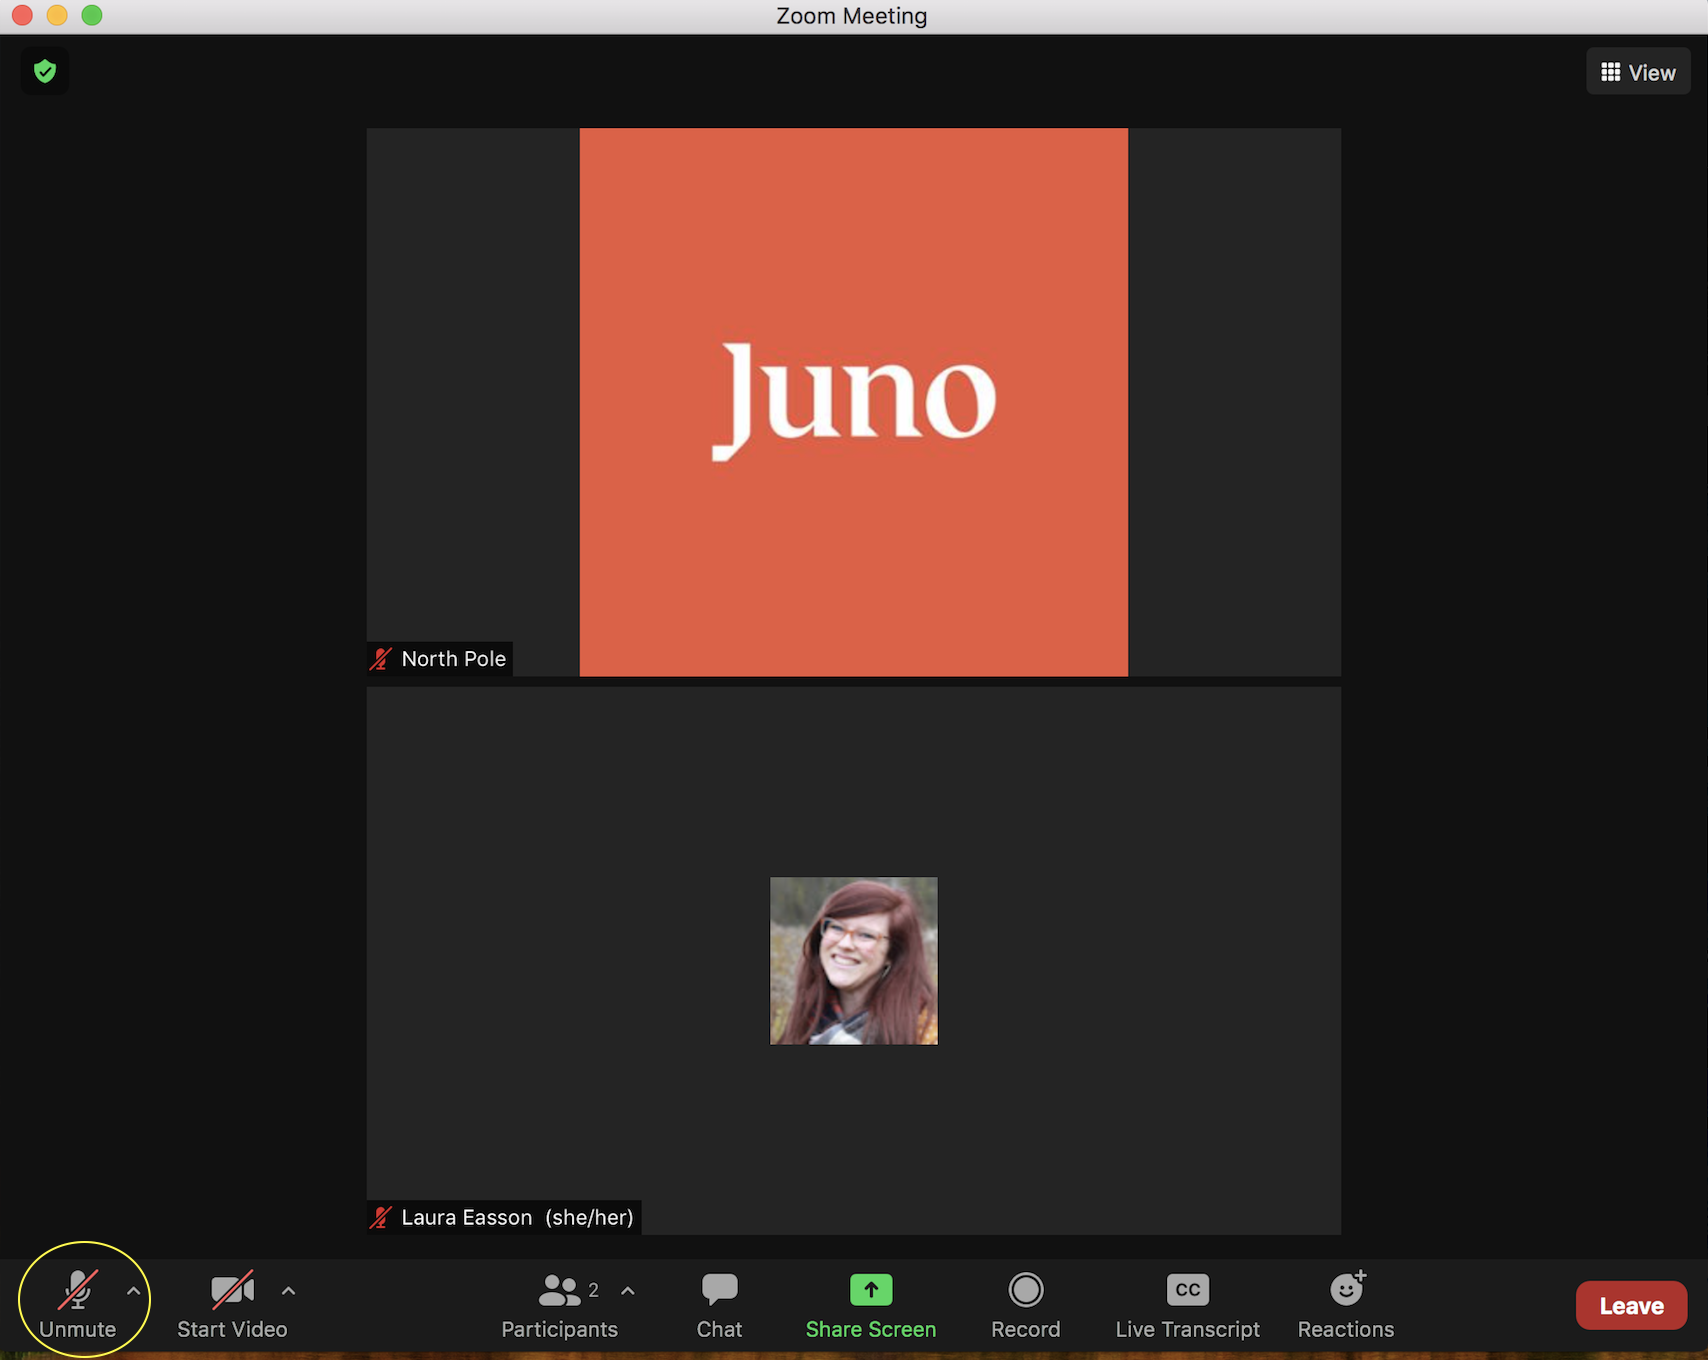 Zoom Meeting
View
Juno
North Pole
Laura Easson (she/her)
2
CC
Unmute
Start Video
Participants
Chat
Share Screen
Record
Live Transcript
Reactions
Leave